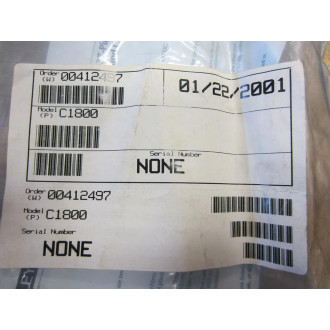 Order (W) 00412497
01/22/2001
Model (P) C1800
Serial Number
NONE
Order (W) 00412497
Model (P) C1800
Serial Number
NONE